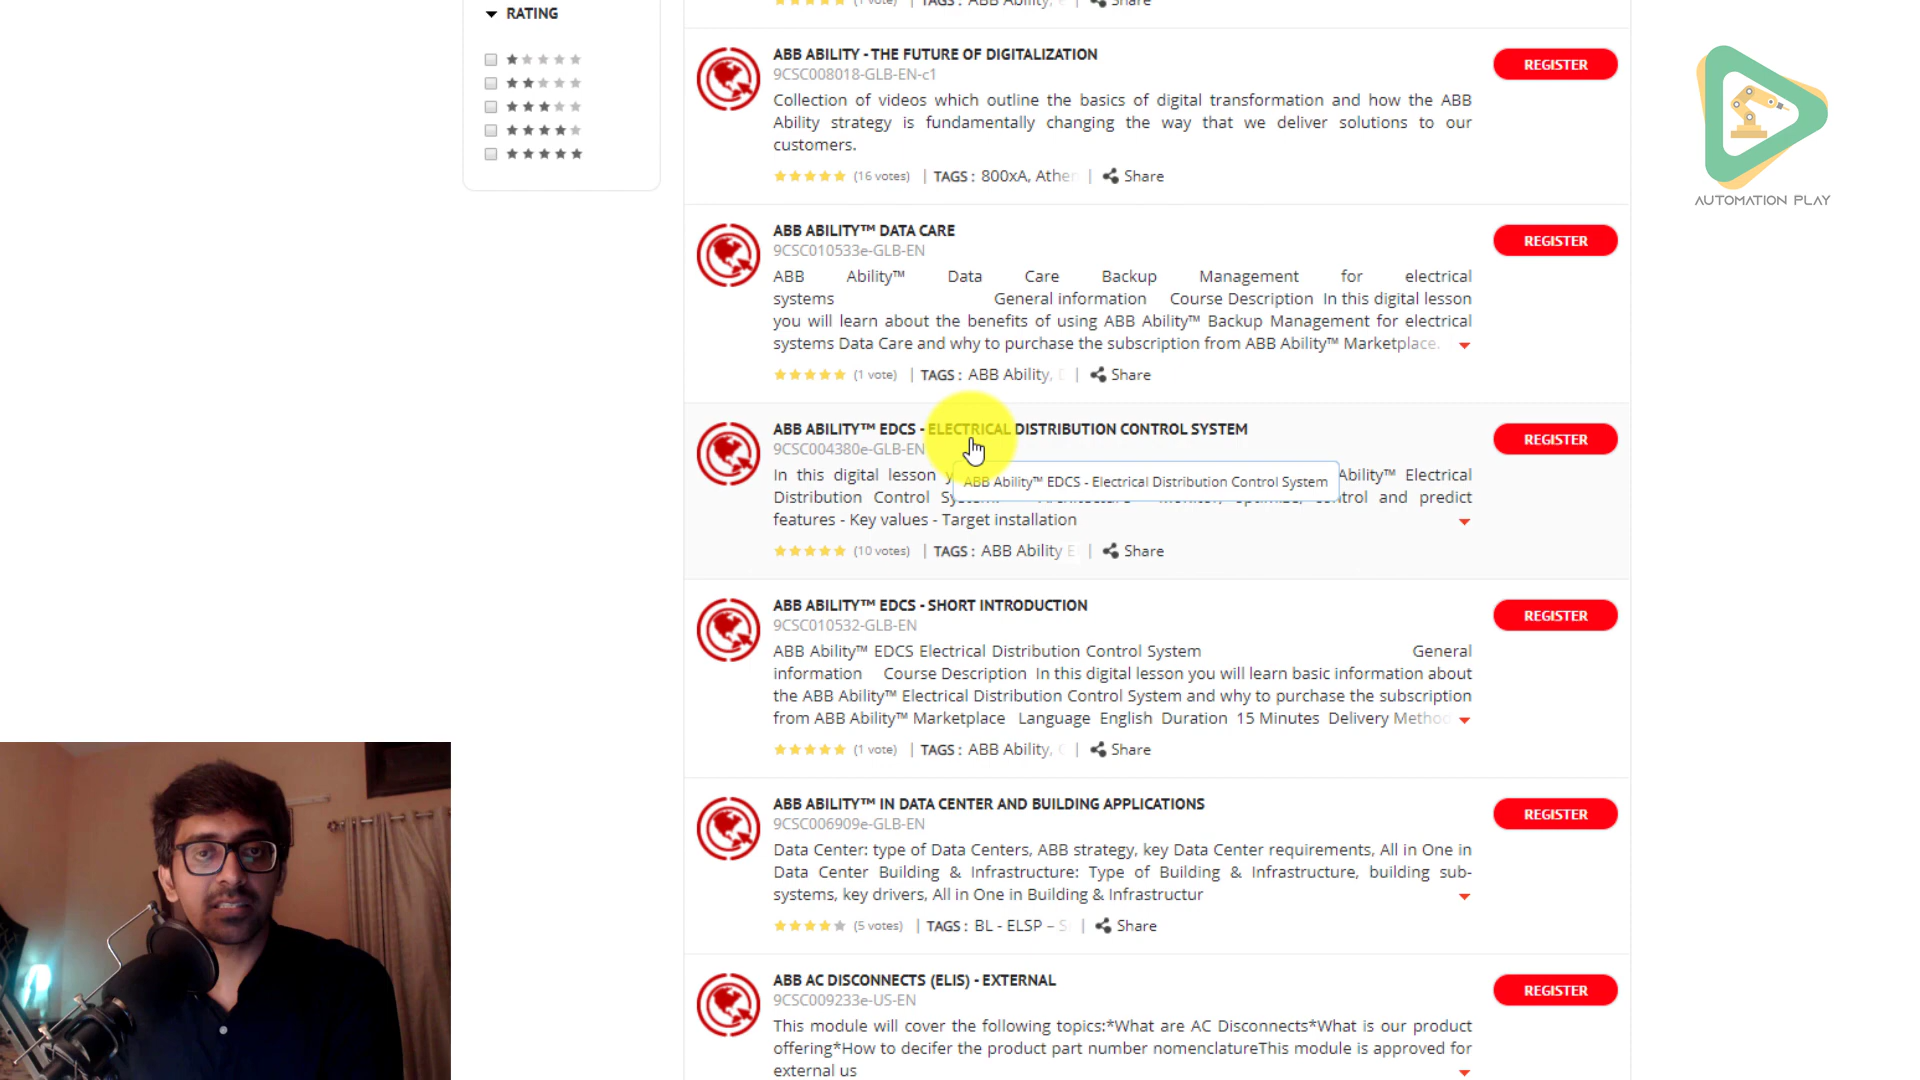 RATING
(1 vote) | TAGS : ABB Ability, | Share
ABB ABILITY - THE FUTURE OF DIGITALIZATION
9CSC008018-GLB-EN-c1
Collection of videos which outline the basics of digital transformation and how the ABB
Ability strategy is fundamentally changing the way that we deliver solutions to our
customers.
(16 votes) | TAGS : 800xA, Ather | Share
REGISTER
AUTOMATION PLAY
ABB ABILITY™ DATA CARE
9CSC010533e-GLB-EN
ABB Ability™ Data Care Backup Management for electrical
systems General information Course Description In this digital lesson
you will learn about the benefits of using ABB Ability™ Backup Management for electrical
systems Data Care and why to purchase the subscription from ABB Ability™ Marketplace.
(1 vote) | TAGS : ABB Ability, | Share
REGISTER
ABB ABILITY™ EDCS - ELECTRICAL DISTRIBUTION CONTROL SYSTEM
9CSC004380e-GLB-EN
In this digital lesson y Ability™ Electrical
Distribution Control and predict
features - Key values - Target installation
ABB Ability™ EDCS - Electrical Distribution Control System
(10 votes) | TAGS : ABB Ability E | Share
REGISTER
ABB ABILITY™ EDCS - SHORT INTRODUCTION
9CSC010532-GLB-EN
ABB Ability™ EDCS Electrical Distribution Control System General
information Course Description In this digital lesson you will learn basic information about
the ABB Ability™ Electrical Distribution Control System and why to purchase the subscription
from ABB Ability™ Marketplace Language English Duration 15 Minutes Delivery Method
(1 vote) | TAGS : ABB Ability, | Share
REGISTER
ABB ABILITY™ IN DATA CENTER AND BUILDING APPLICATIONS
9CSC006909e-GLB-EN
Data Center: type of Data Centers, ABB strategy, key Data Center requirements, All in One in
Data Center Building & Infrastructure: Type of Building & Infrastructure, building sub-
systems, key drivers, All in One in Building & Infrastructur
(5 votes) | TAGS : BL - ELSP – S | Share
REGISTER
ABB AC DISCONNECTS (ELIS) - EXTERNAL
9CSC009233e-US-EN
This module will cover the following topics:*What are AC Disconnects*What is our product
offering*How to decifer the product part number nomenclatureThis module is approved for
external us
REGISTER